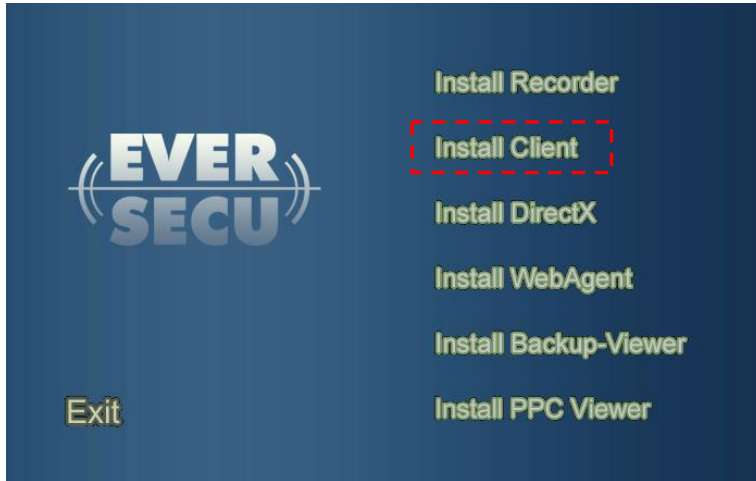 EVER
SECU
Install Recorder
Install Client
Install DirectX
Install WebAgent
Install Backup-Viewer
Install PPC Viewer
Exit